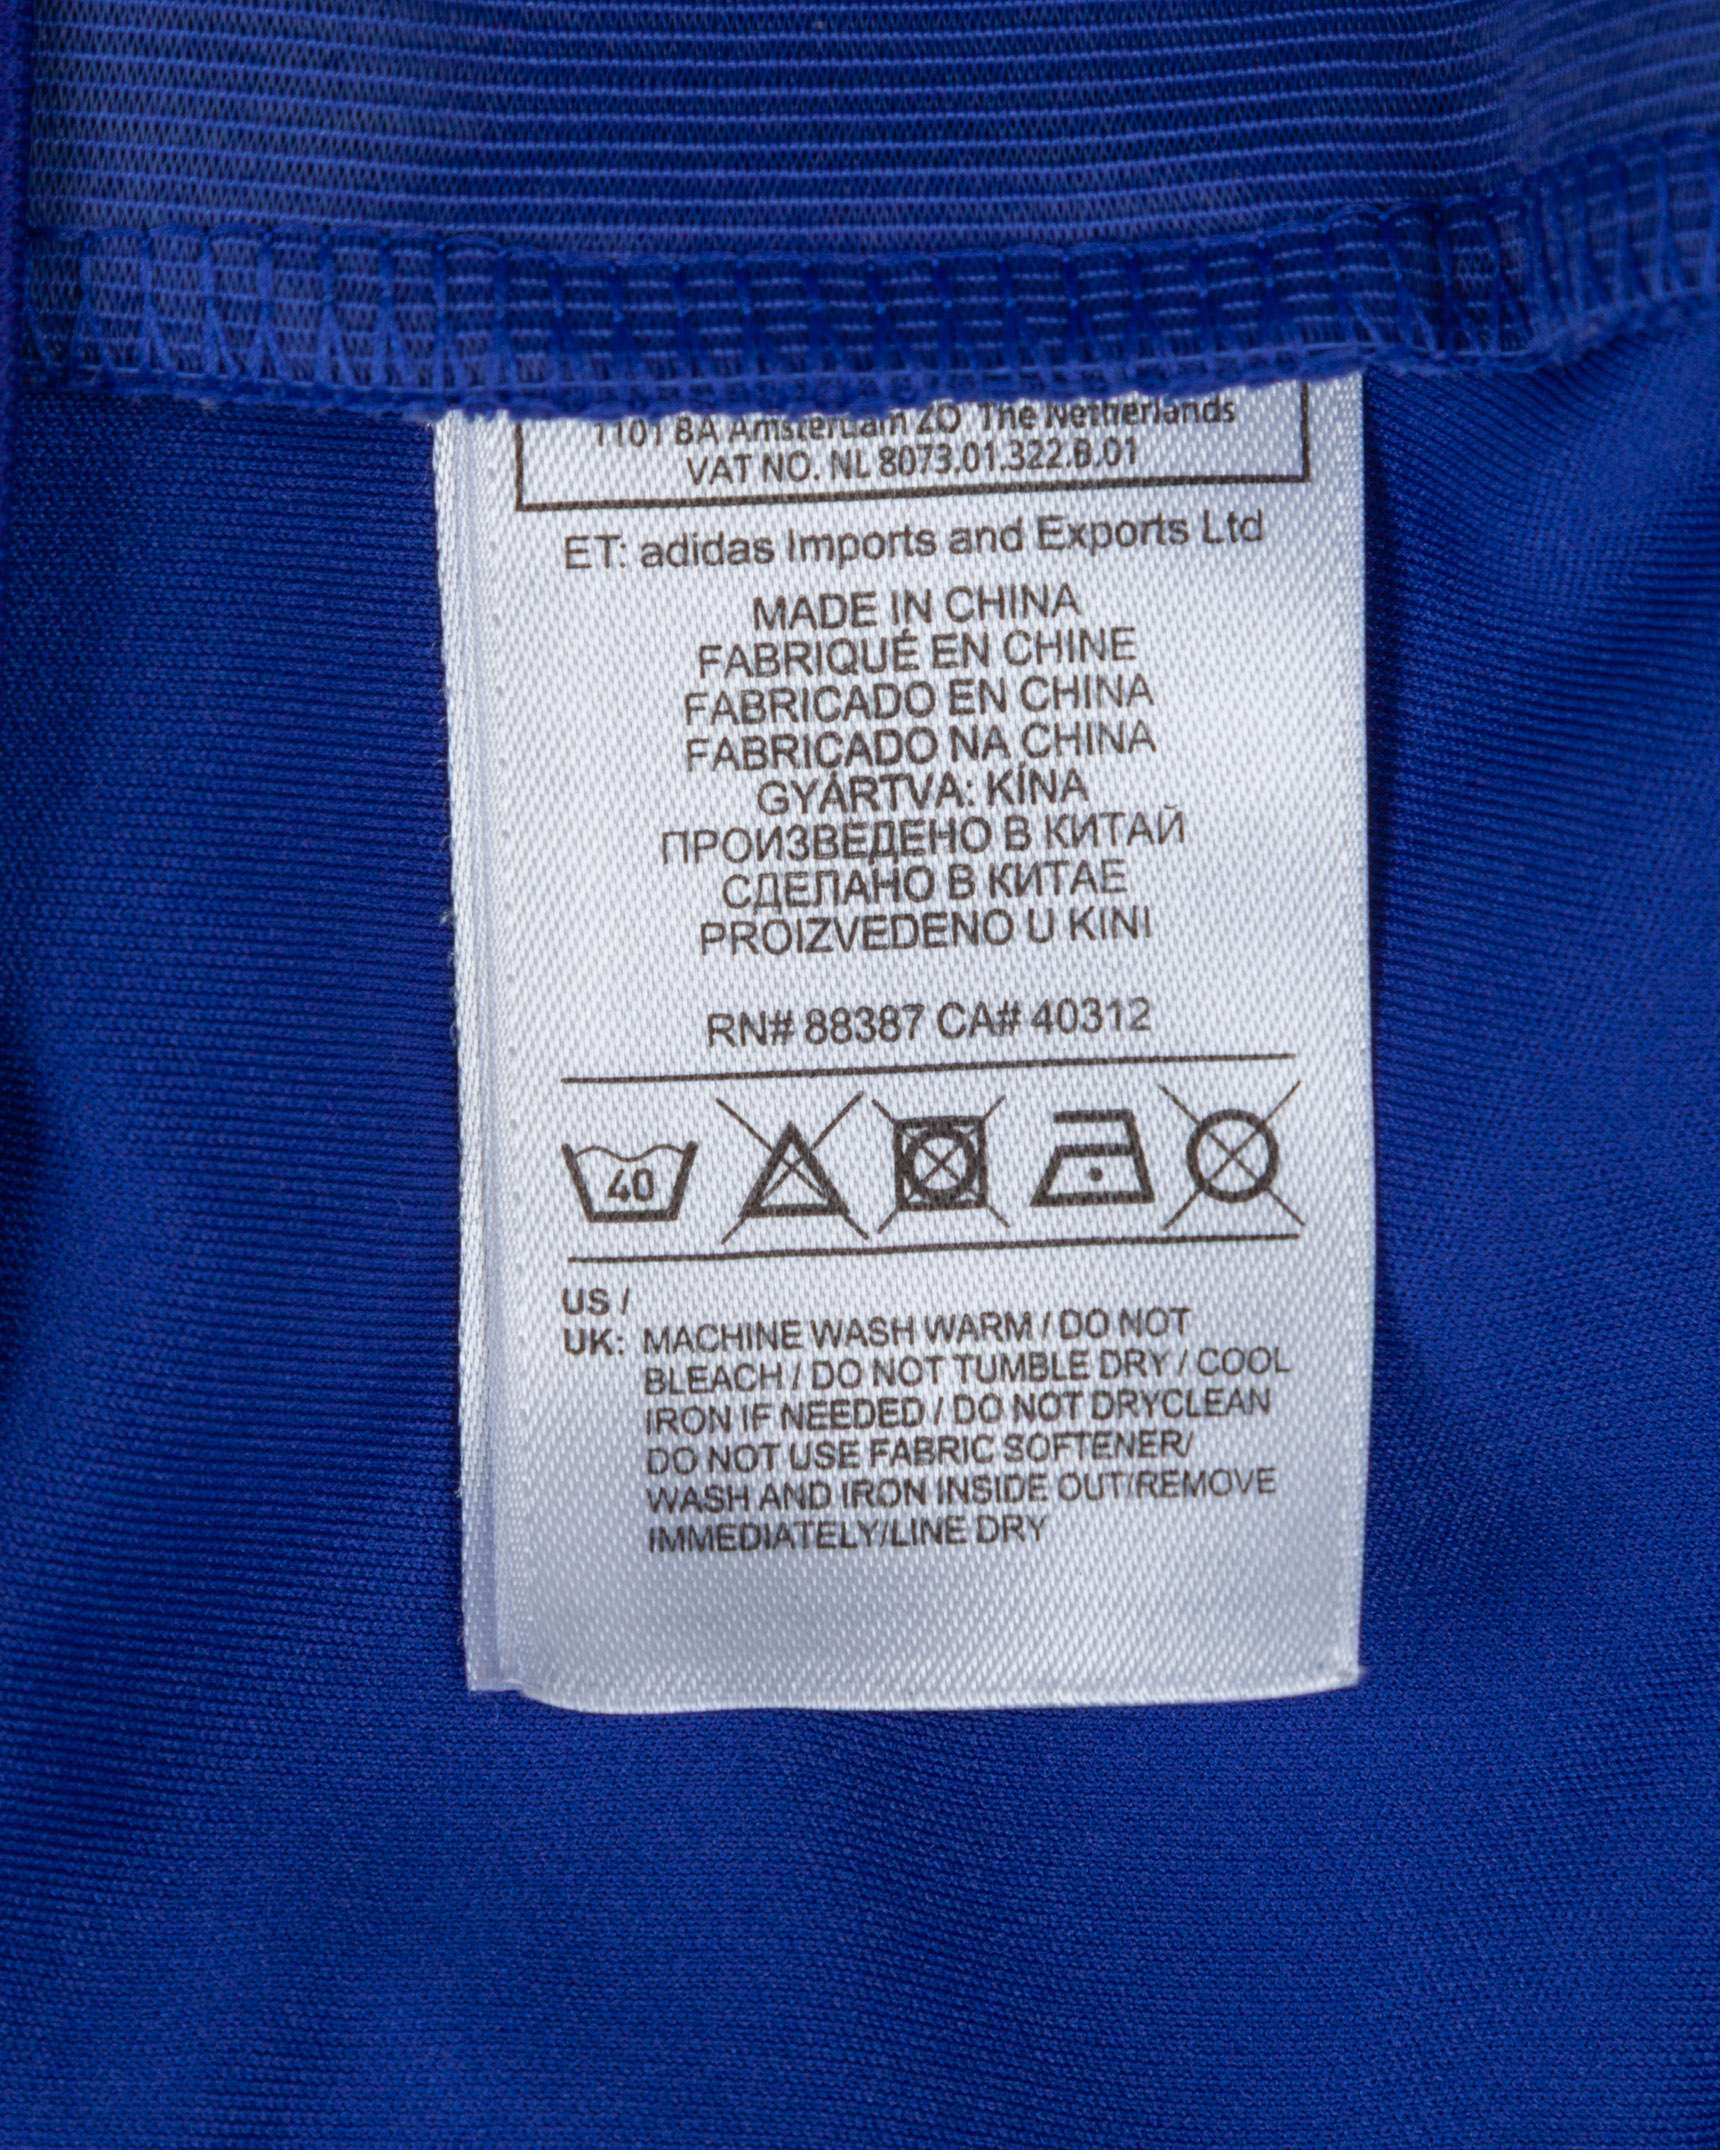 1101 BA Amsterdam ZO The Netherlands
VAT NO. NL 8073.01.322.B.01
ET: adidas Imports and Exports Ltd
MADE IN CHINA
FABRIQUÉ EN CHINE
FABRICADO EN CHINA
FABRICADO NA CHINA
GYÁRTVA: KÍNA
ПРОИЗВЕДЕНО В КИТАЙ
СДЕЛАНО В КИТАЕ
PROIZVEDENO U KINI
RN# 88387 CA# 40312
40
US /
UK: MACHINE WASH WARM / DO NOT
BLEACH / DO NOT TUMBLE DRY / COOL
IRON IF NEEDED / DO NOT DRYCLEAN
DO NOT USE FABRIC SOFTENER/
WASH AND IRON INSIDE OUT/REMOVE
IMMEDIATELY/LINE DRY